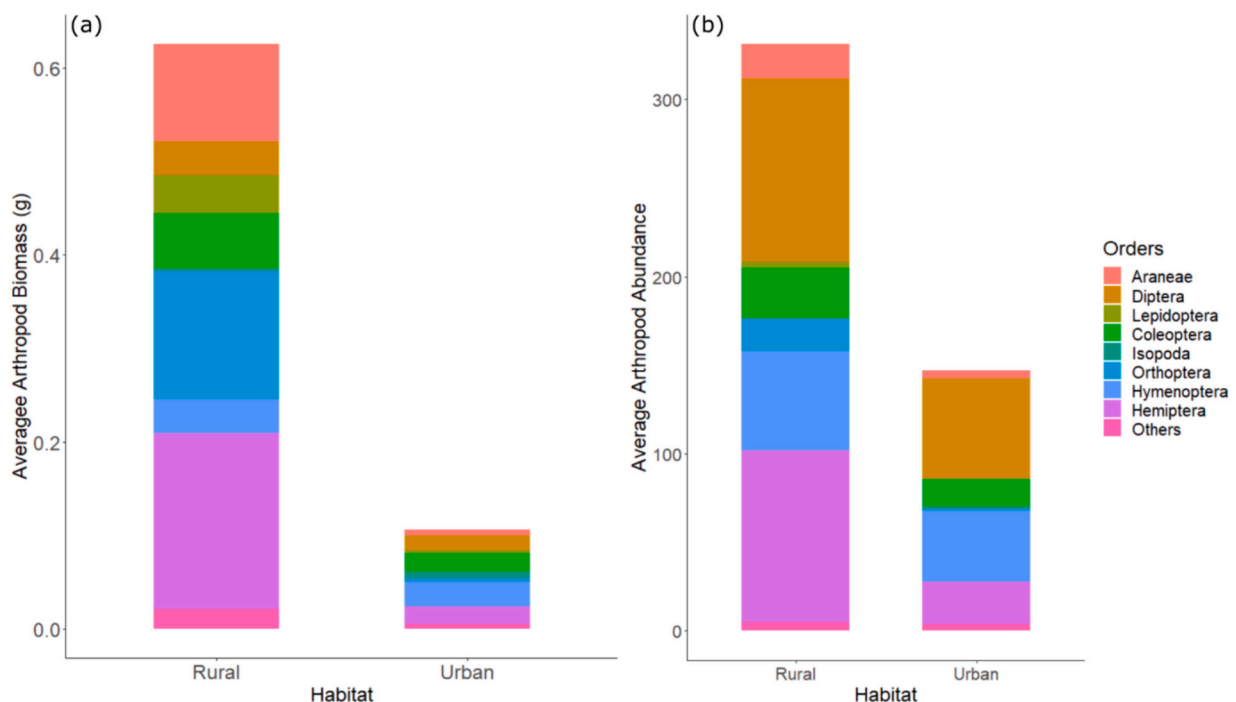 (a)
Averagee Arthropod Biomass (g)
0.6
0.4
0.2
0.0
Rural
Urban
Habitat
(b)
Average Arthropod Abundance
300
200
100
0
Rural
Urban
Habitat
Orders
Araneae
Diptera
Lepidoptera
Coleoptera
Isopoda
Orthoptera
Hymenoptera
Hemiptera
Others